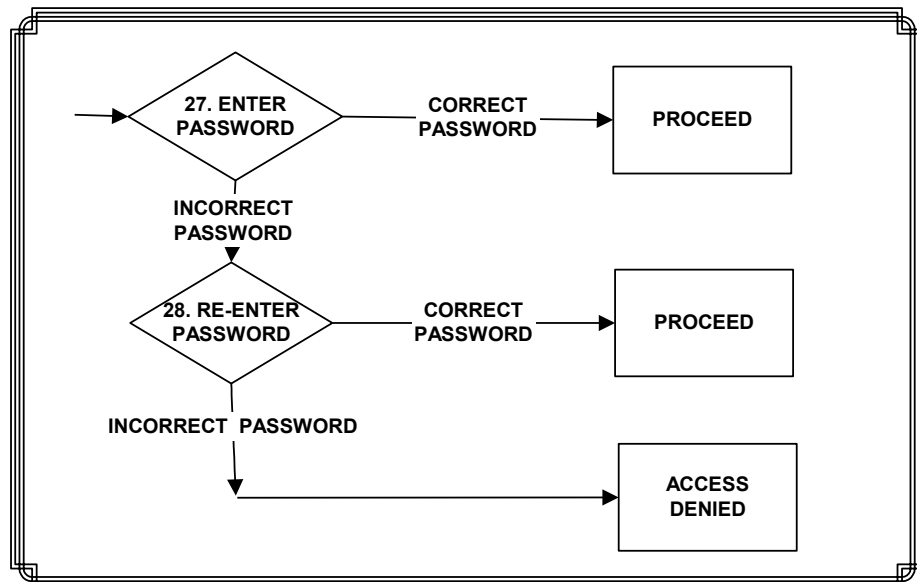 27. ENTER
PASSWORD
CORRECT
PASSWORD
PROCEED
INCORRECT
PASSWORD
28. RE-ENTER
PASSWORD
CORRECT
PASSWORD
PROCEED
INCORRECT PASSWORD
ACCESS
DENIED